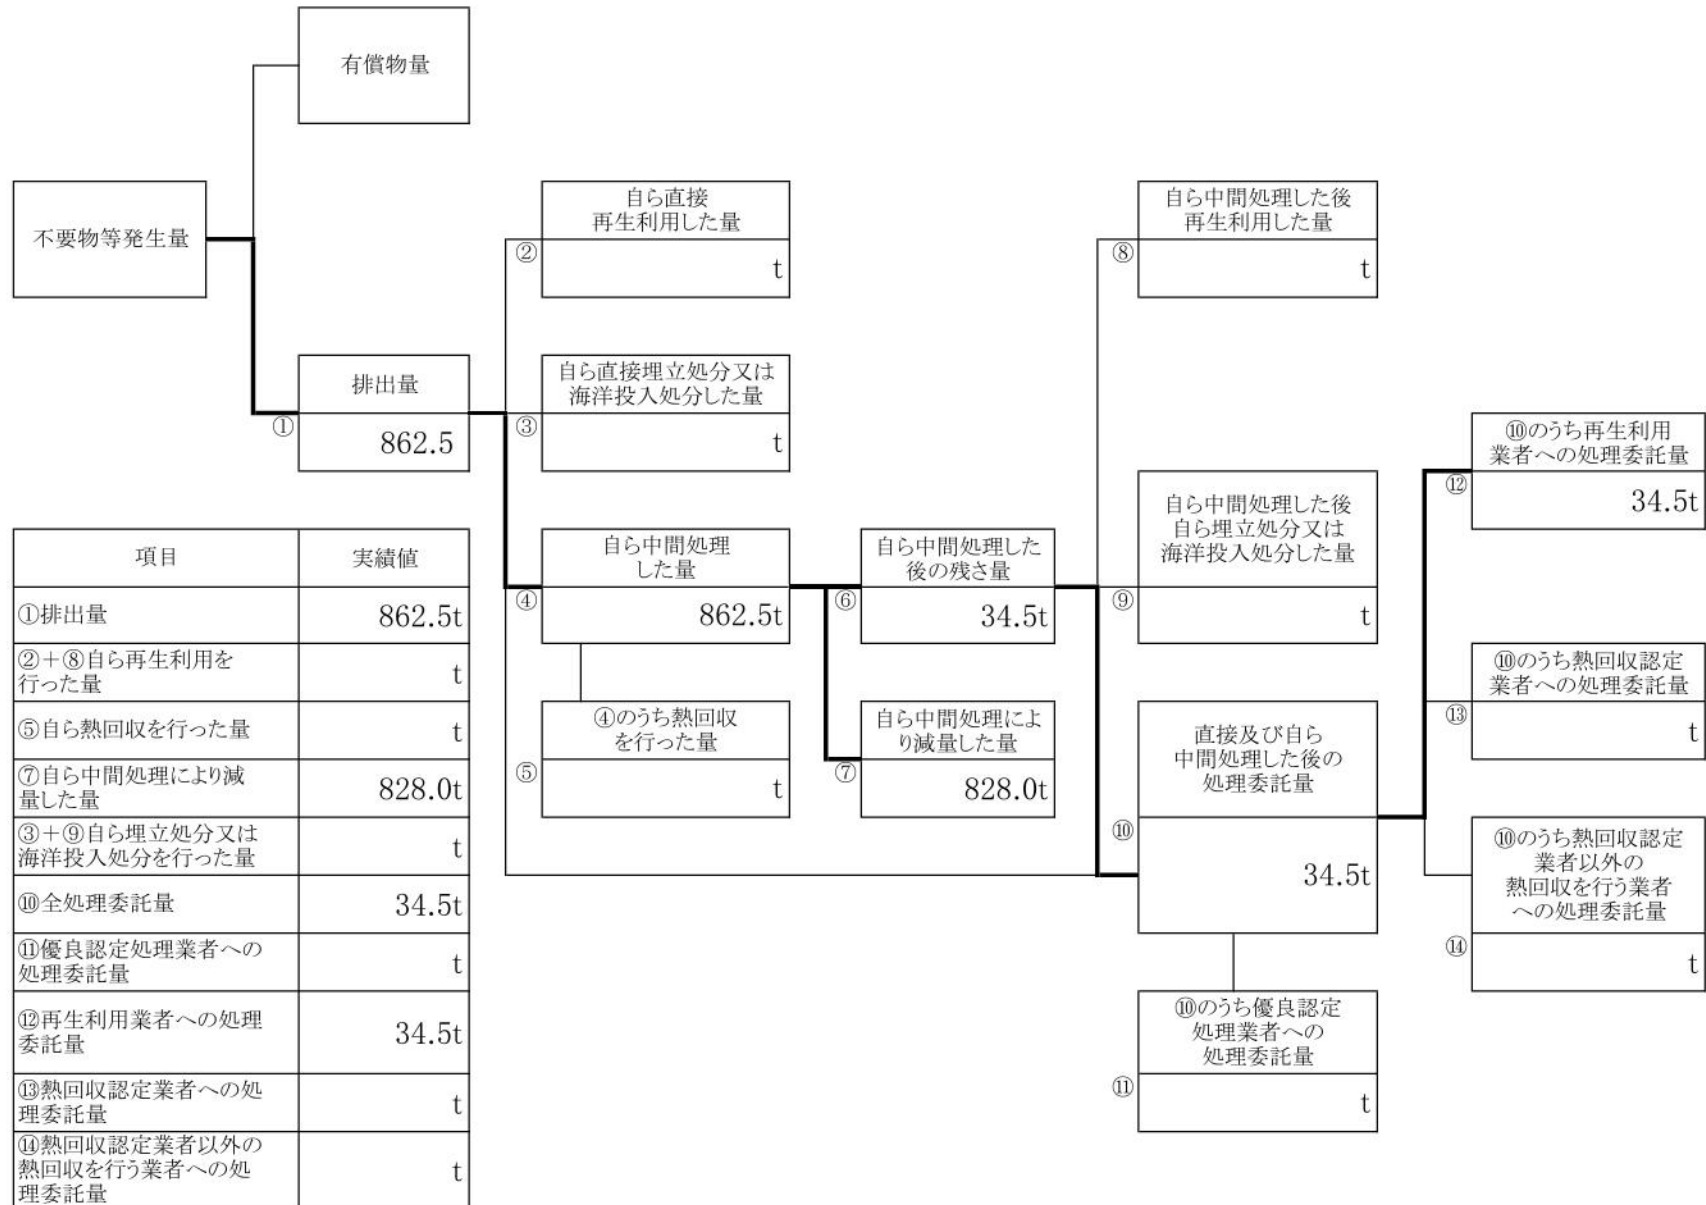 有償物量
不要物等発生量
自ら直接
再生利用した量
②
t
自ら中間処理した後
再生利用した量
⑧
t
排出量
①
862.5
自ら直接埋立処分又は
海洋投入処分した量
③
t
⑩のうち再生利用
業者への処理委託量
⑫
34.5t
自ら中間処理した後
自ら埋立処分又は
海洋投入処分した量
⑨
t
自ら中間処理
した量
④
862.5t
自ら中間処理した
後の残さ量
⑥
34.5t
⑩のうち熱回収認定
業者への処理委託量
⑬
t
④のうち熱回収
を行った量
⑤
t
自ら中間処理によ
り減量した量
⑦
828.0t
直接及び自ら
中間処理した後の
処理委託量
⑩
34.5t
⑩のうち熱回収認定
業者以外の
熱回収を行う業者
への処理委託量
⑭
t
⑩のうち優良認定
処理業者への
処理委託量
⑪
t
項目 実績値
①排出量 862.5t
②+⑧自ら再生利用を
行った量 t
⑤自ら熱回収を行った量 t
⑦自ら中間処理により減
量した量 828.0t
③+⑨自ら埋立処分又は
海洋投入処分を行った量 t
⑩全処理委託量 34.5t
⑪優良認定処理業者への
処理委託量 t
⑫再生利用業者への処理
委託量 34.5t
⑬熱回収認定業者への処
理委託量 t
⑭熱回収認定業者以外の
熱回収を行う業者への処
理委託量 t